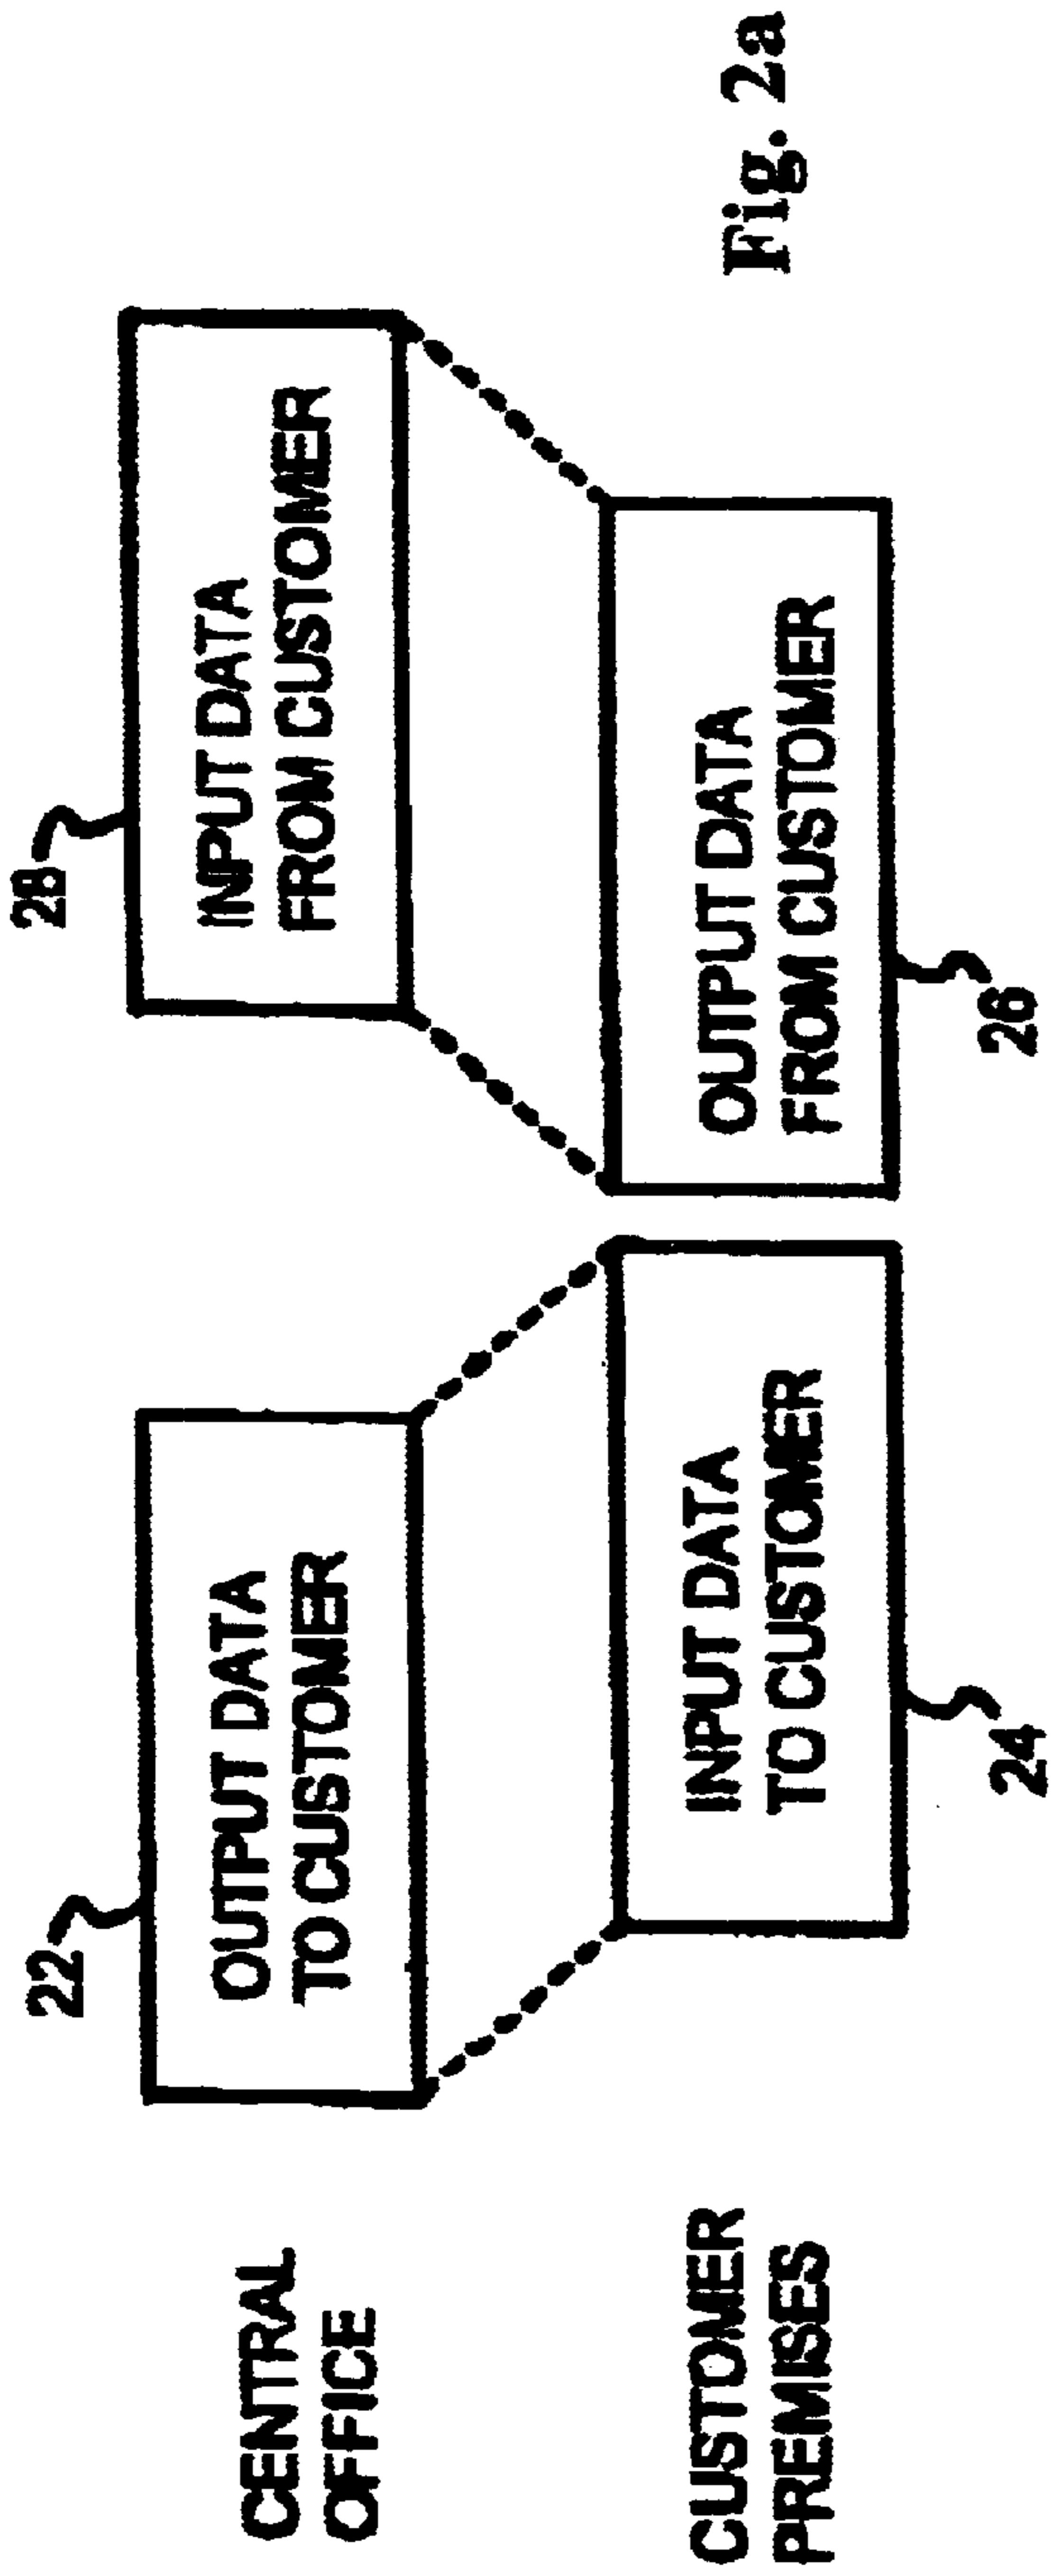 CENTRAL
OFFICE
22
OUTPUT DATA
TO CUSTOMER
28
INPUT DATA
FROM CUSTOMER
CUSTOMER
PREMISES
INPUT DATA
TO CUSTOMER
24
OUTPUT DATA
FROM CUSTOMER
26
Fig. 2a